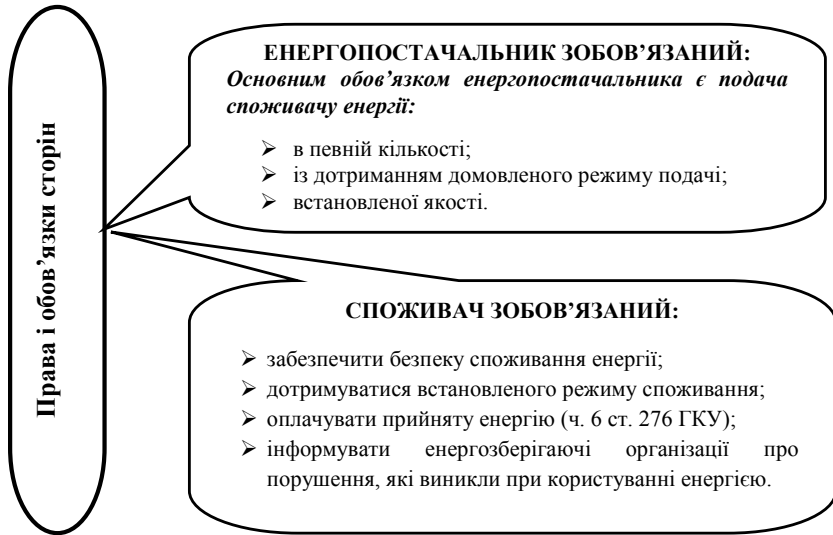 Права і обов’язки сторін
ЕНЕРГОПОСТАЧАЛЬНИК ЗОБОВ’ЯЗАНИЙ:
Основним обов’язком енергопостачальника є подача
споживачу енергії:
➢ в певній кількості;
➢ із дотриманням домовленого режиму подачі;
➢ встановленої якості.
СПОЖИВАЧ ЗОБОВ’ЯЗАНИЙ:
➢ забезпечити безпеку споживання енергії;
➢ дотримуватися встановленого режиму споживання;
➢ оплачувати прийняту енергію (ч. 6 ст. 276 ГКУ);
➢ інформувати енергозберігаючі організації про
порушення, які виникли при користуванні енергією.